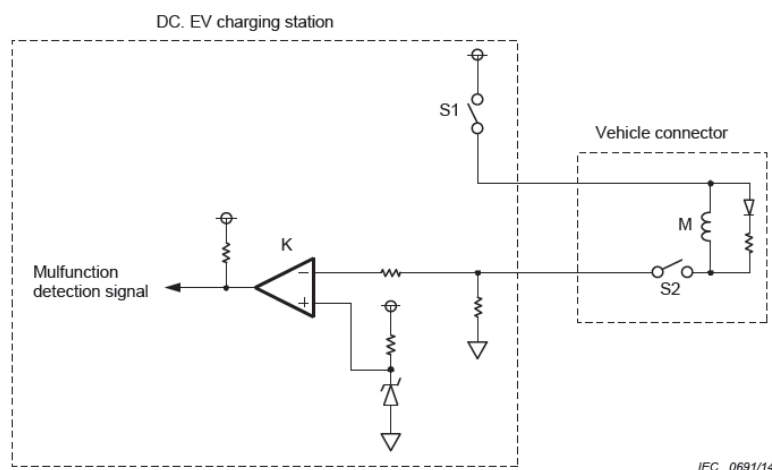 DC. EV charging station
S1
Vehicle connector
M
K
Mulfunction
detection signal
−
+
S2
IEC 0691/14